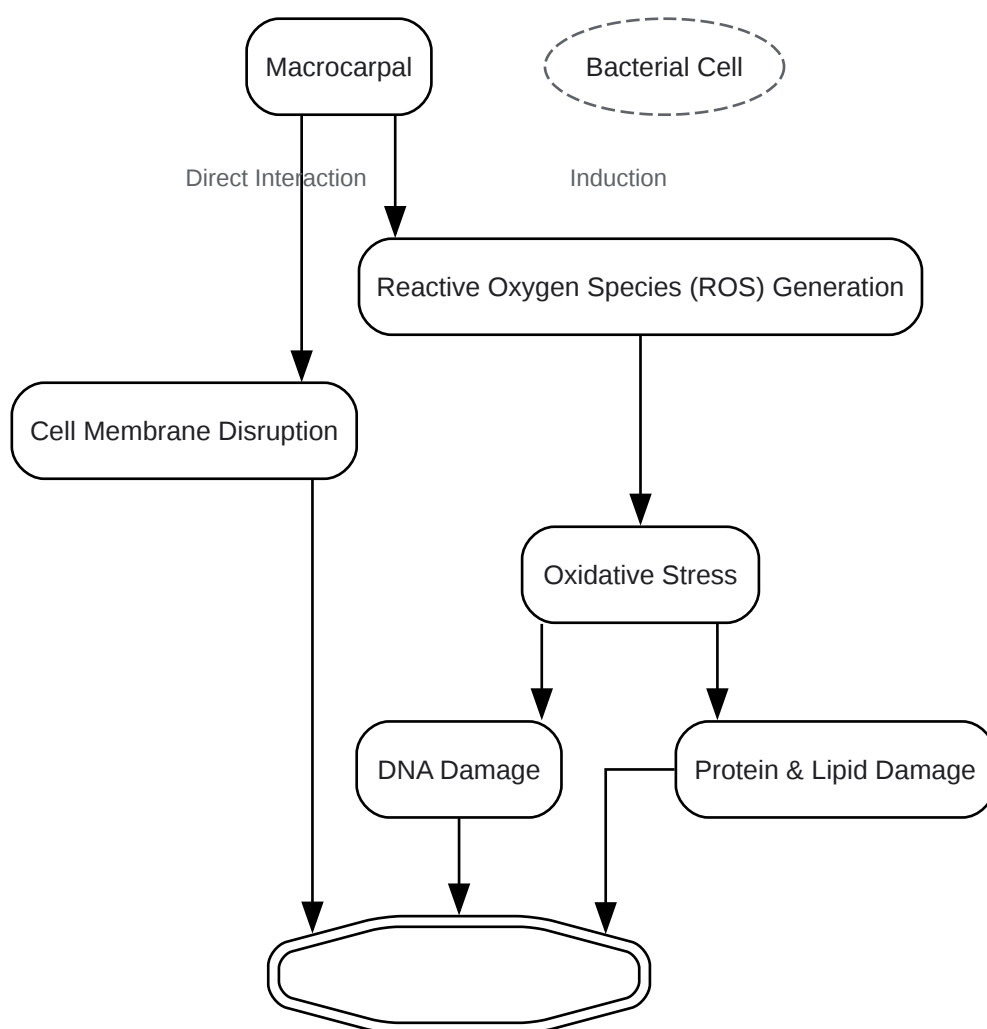 Macrocarpal
Bacterial Cell
Direct Interaction
Induction
Reactive Oxygen Species (ROS) Generation
Cell Membrane Disruption
Oxidative Stress
DNA Damage
Protein & Lipid Damage